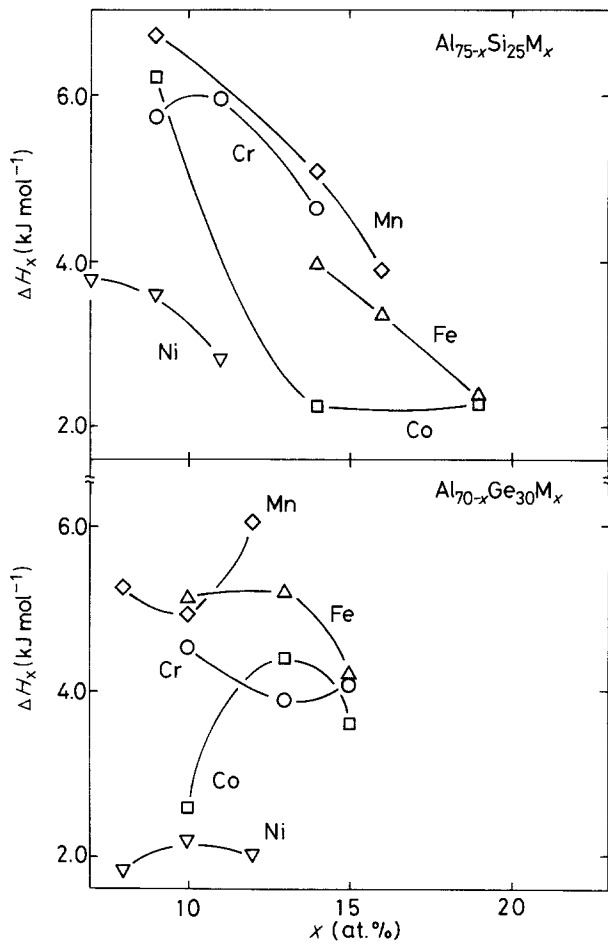 Al75-xSi25Mx
6.0
Cr
Mn
ΔHx (kJ mol−1)
4.0
Ni
Fe
2.0
Co
Al70-xGe30Mx
Mn
6.0
Fe
ΔHx (kJ mol−1)
Cr
4.0
Co
Ni
2.0
10 15 20
x (at.%)